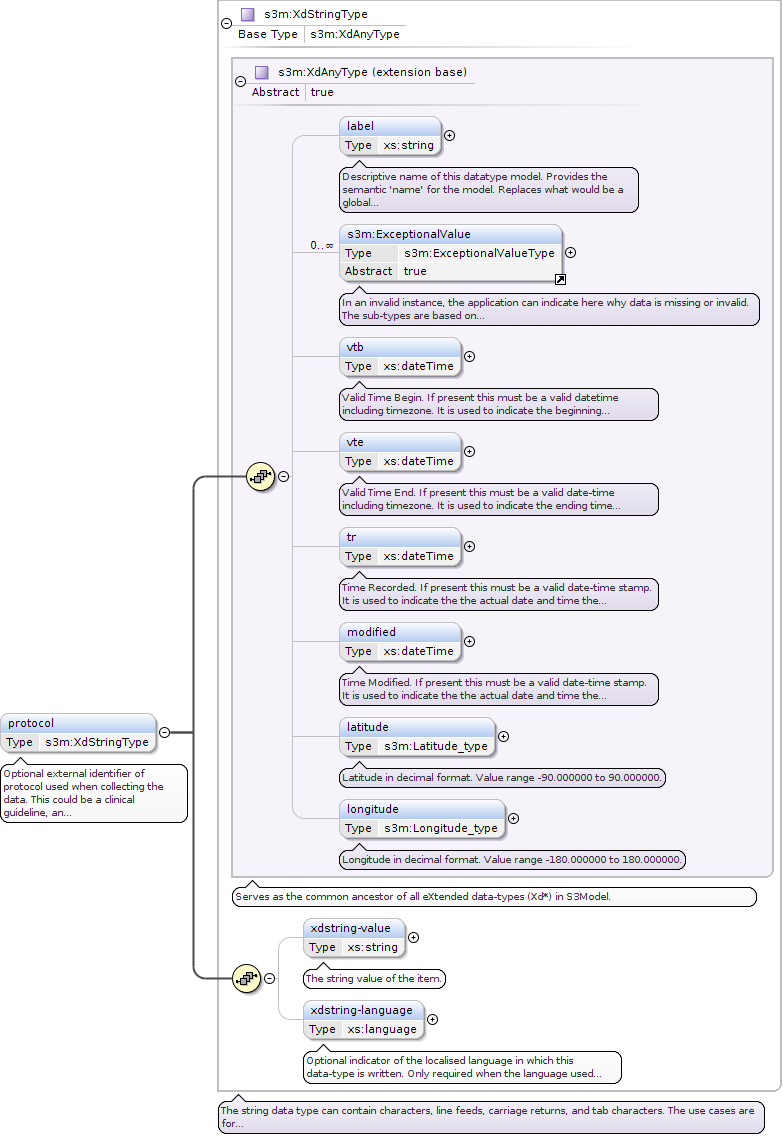 s3m:XdStringType
Base Type s3m:XdAnyType
s3m:XdAnyType (extension base)
Abstract true
label
Type xs:string
Descriptive name of this datatype model. Provides the
semantic 'name' for the model. Replaces what would be a
global...
0..∞
s3m:ExceptionalValue
Type s3m:ExceptionalValueType
Abstract true
In an invalid instance, the application can indicate here why data is missing or invalid.
The sub-types are based on...
vtb
Type xs:dateTime
Valid Time Begin. If present this must be a valid datetime
including timezone. It is used to indicate the beginning...
vte
Type xs:dateTime
Valid Time End. If present this must be a valid date-time
including timezone. It is used to indicate the ending time...
tr
Type xs:dateTime
Time Recorded. If present this must be a valid date-time stamp.
It is used to indicate the the actual date and time the...
modified
Type xs:dateTime
Time Modified. If present this must be a valid date-time stamp.
It is used to indicate the the actual date and time the...
latitude
Type s3m:Latitude_type
Latitude in decimal format. Value range -90.000000 to 90.000000.
longitude
Type s3m:Longitude_type
Longitude in decimal format. Value range -180.000000 to 180.000000.
Serves as the common ancestor of all eXtended data-types (Xd*) in S3Model.
protocol
Type s3m:XdStringType
Optional external identifier of
protocol used when collecting the
data. This could be a clinical
guideline, an...
xdstring-value
Type xs:string
The string value of the item.
xdstring-language
Type xs:language
Optional indicator of the localised language in which this
data-type is written. Only required when the language used...
The string data type can contain characters, line feeds, carriage returns, and tab characters. The use cases are
for...